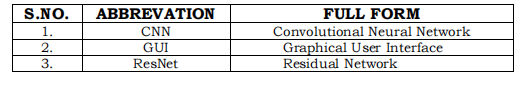 S.NO. ABBREVATION FULL FORM
1. CNN Convolutional Neural Network
2. GUI Graphical User Interface
3. ResNet Residual Network